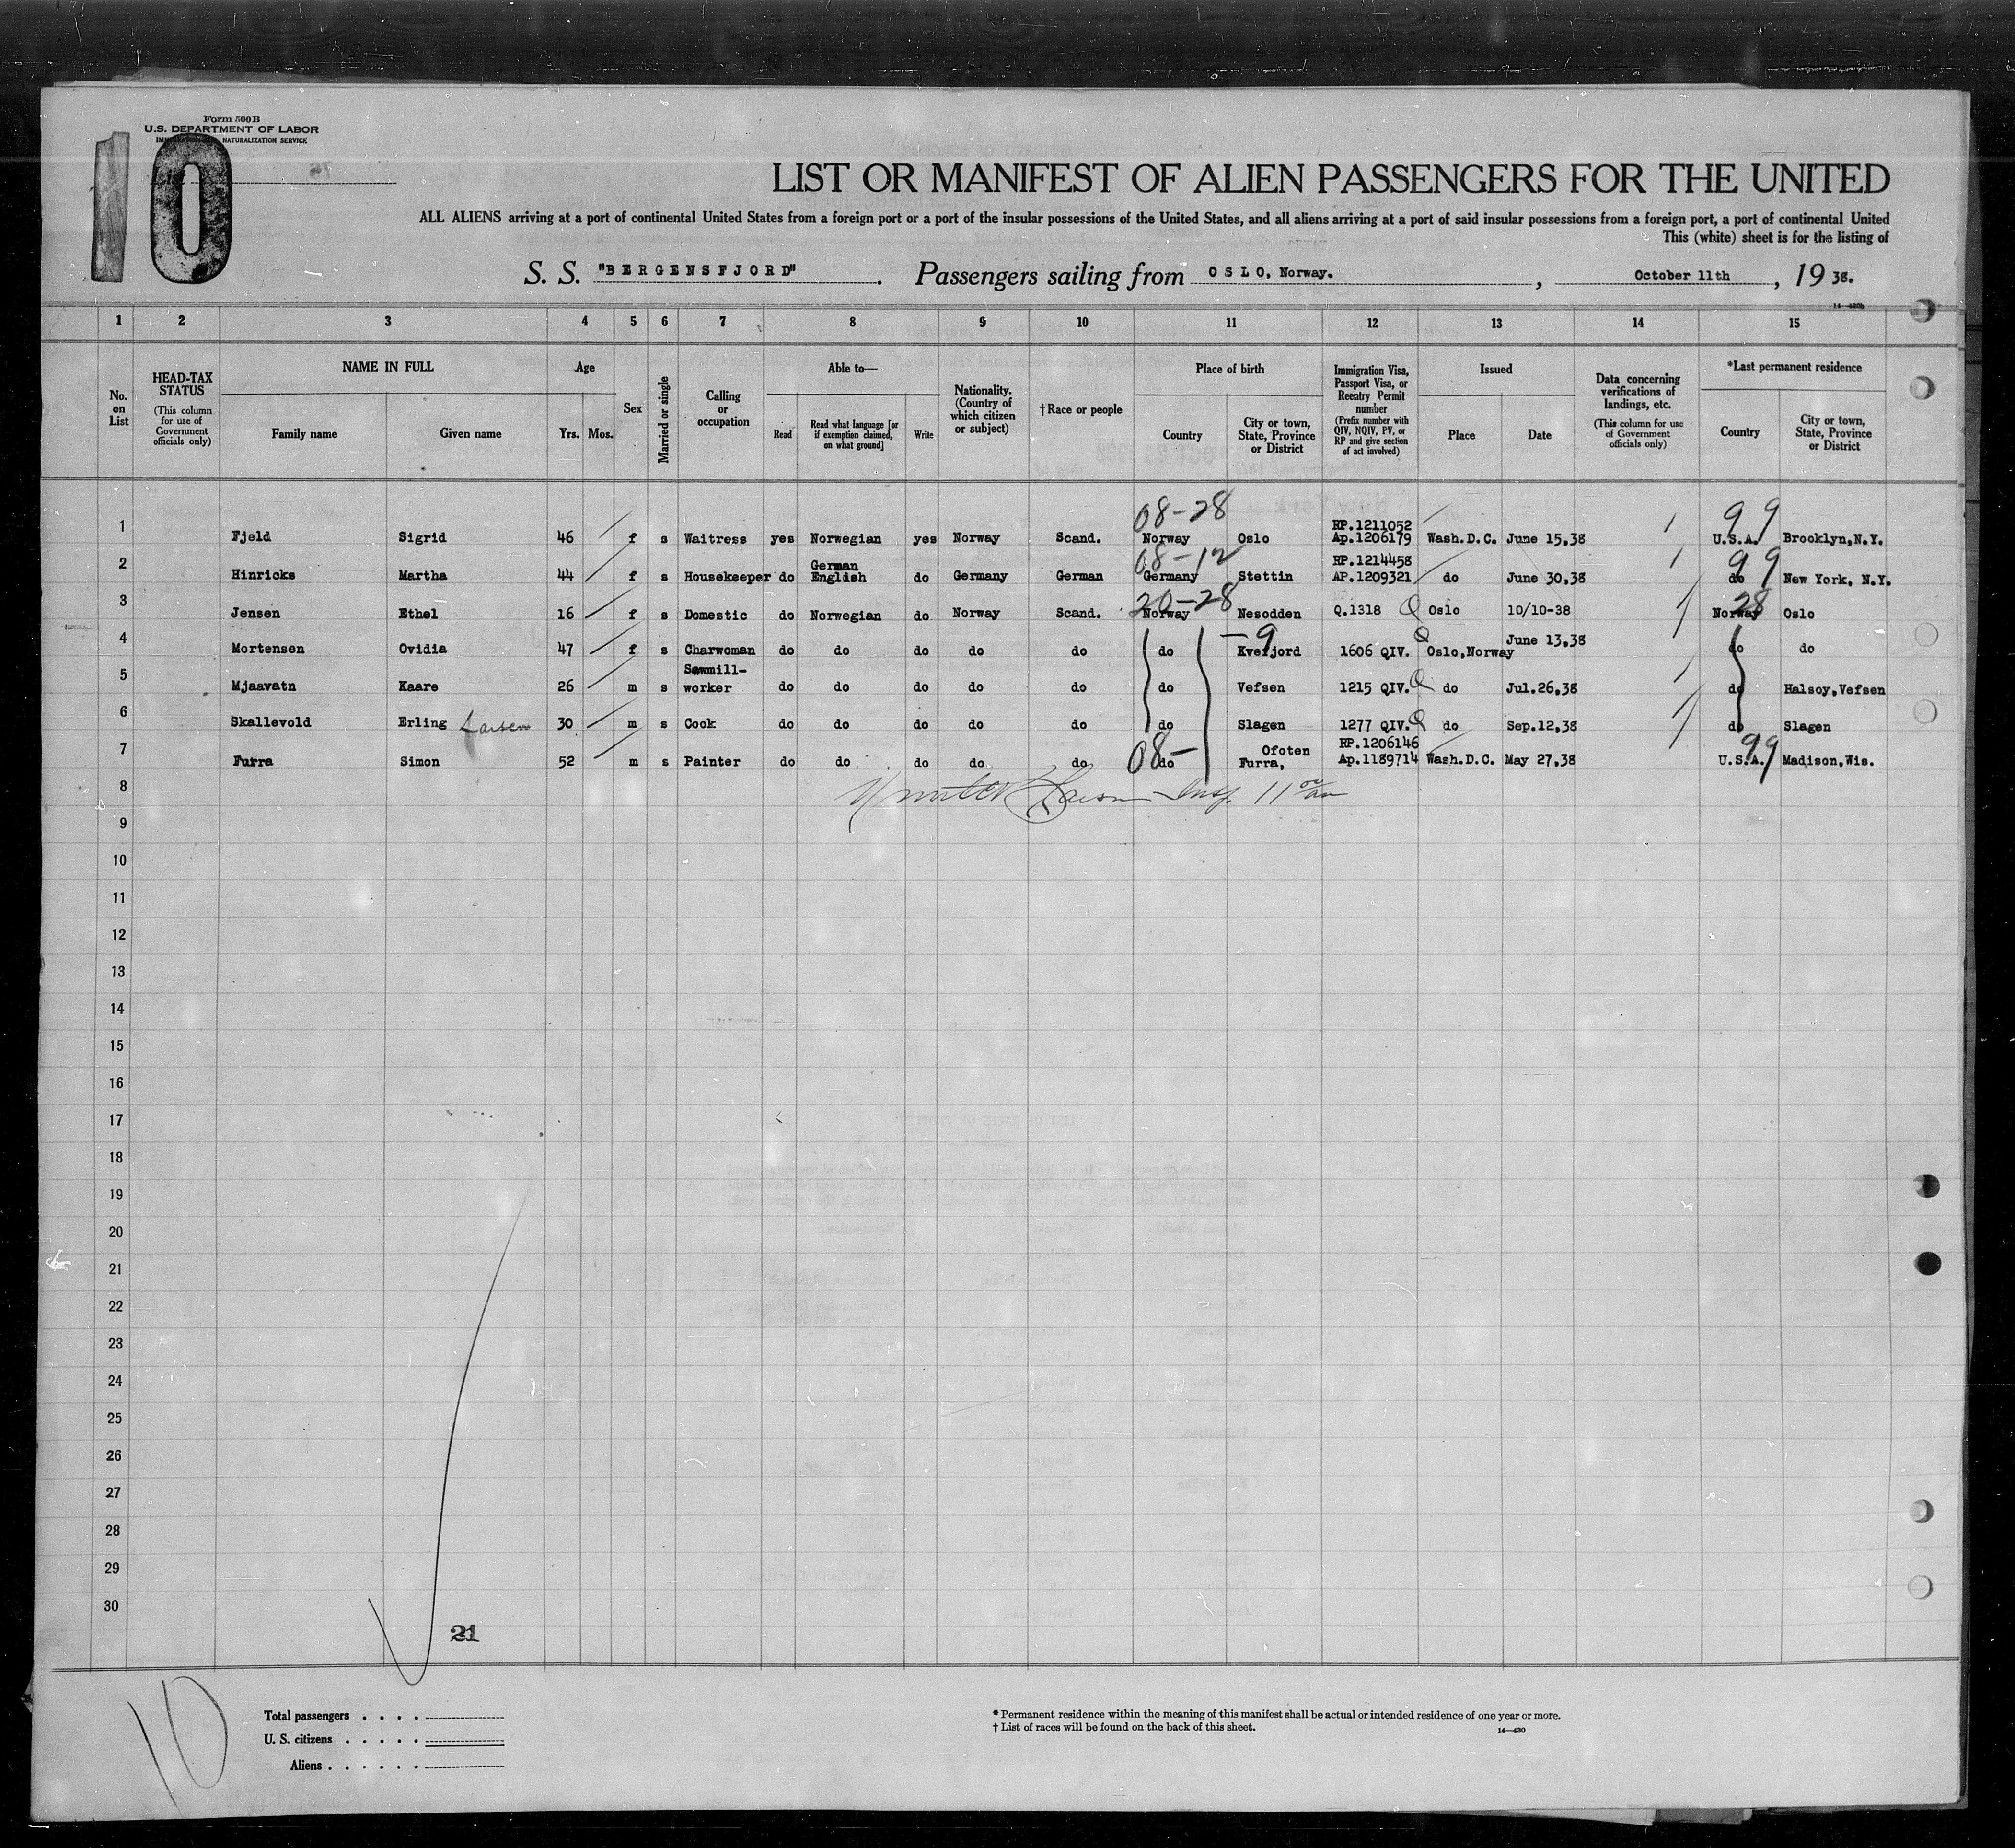 Form 500 B
U.S. DEPARTMENT OF LABOR
NATURALIZATION SERVICE
10
LIST OR MANIFEST OF ALIEN PASSENGERS FOR THE UNITED
ALL ALIENS arriving at a port of continental United States from a foreign port or a port of the insular possessions of the United States, and all aliens arriving at a port of said insular possessions from a foreign port, a port of continental United
This (white) sheet is for the listing of
S. S. "BERGENSFJORD". Passengers sailing from OSLO, Norway. , October 11th , 19 38.
1 2 3 4 5 6 7 8 9 10 11 12 13 14 15
No. on List
HEAD-TAX STATUS (This column for use of Government officials only)
NAME IN FULL Family name Given name
Age Yrs. Mos.
Sex
Married or single
Calling or occupation
Able to— Read Read what language [or if exemption claimed, on what ground] Write
Nationality. (Country of which citizen or subject)
† Race or people
Place of birth Country City or town, State, Province or District
Immigration Visa, Passport Visa, or Reentry Permit number (Prefix number with QIV, NQIV, PV, or RP and give section of act involved)
Issued Place Date
Data concerning verifications of landings, etc. (This column for use of Government officials only)
*Last permanent residence Country City or town, State, Province or District
08-28 99
1 Fjeld Sigrid 46 f s Waitress yes Norwegian yes Norway Scand. Norway Oslo RP.1211052 Ap.1206179 Wash.D.C. June 15,38 U.S.A. Brooklyn,N.Y.
08-12 99
2 Hinricks Martha 44 f s Housekeeper do German English do Germany German Germany Stettin RP.1214458 AP.1209321 do June 30,38 do New York, N.Y.
20-28 28
3 Jensen Ethel 16 f s Domestic do Norwegian do Norway Scand. Norway Nesodden Q.1318 Q Oslo 10/10-38 Norway Oslo
-9
4 Mortensen Ovidia 47 f s Charwoman do do do do do do Kvefjord 1606 QIV. Q Oslo,Norway June 13,38 do do
5 Mjaavatn Kaare 26 m s Sawmill-worker do do do do do do Vefsen 1215 QIV. Q do Jul.26,38 do Halsoy,Vefsen
6 Skallevold Erling Larsen 30 m s Cook do do do do do do Slagen 1277 QIV. Q do Sep.12,38 do Slagen
08- 99
7 Furra Simon 52 m s Painter do do do do do do Ofoten Furra, RP.1206146 Ap.1189714 Wash.D.C. May 27,38 U.S.A. Madison,Wis.
8
9
10
11
12
13
14
15
16
17
18
19
20
21
22
23
24
25
26
27
28
29
30
21
10
Total passengers . . . .
U. S. citizens . . . . .
Aliens . . . . . .
* Permanent residence within the meaning of this manifest shall be actual or intended residence of one year or more.
† List of races will be found on the back of this sheet. 14—430